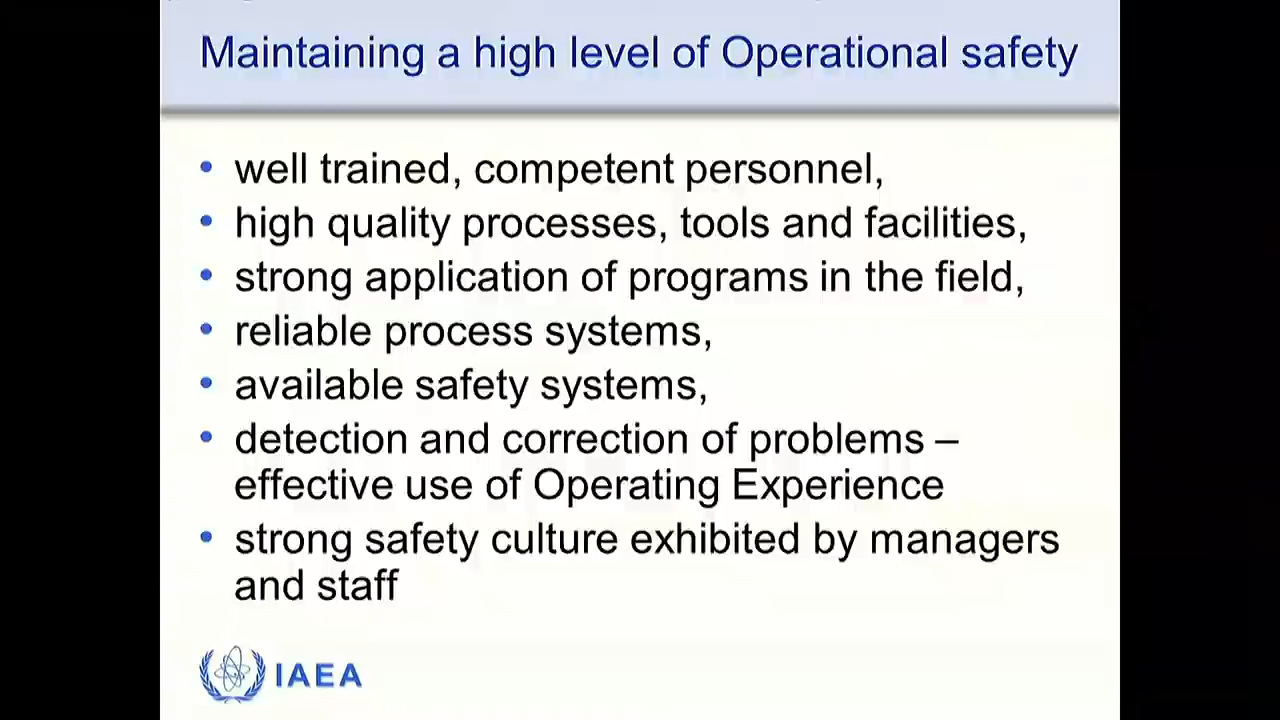 Maintaining a high level of Operational safety
• well trained, competent personnel,
• high quality processes, tools and facilities,
• strong application of programs in the field,
• reliable process systems,
• available safety systems,
• detection and correction of problems –
effective use of Operating Experience
• strong safety culture exhibited by managers
and staff
IAEA